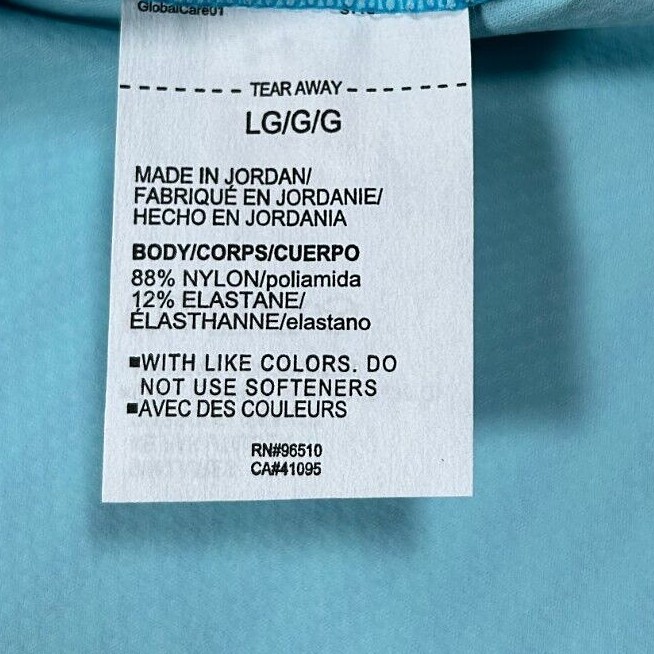 GlobalCare01
TEAR AWAY
LG/G/G
MADE IN JORDAN/
FABRIQUÉ EN JORDANIE/
HECHO EN JORDANIA
BODY/CORPS/CUERPO
88% NYLON/poliamida
12% ELASTANE/
ÉLASTHANNE/elastano
■WITH LIKE COLORS. DO
NOT USE SOFTENERS
■AVEC DES COULEURS
RN#96510
CA#41095